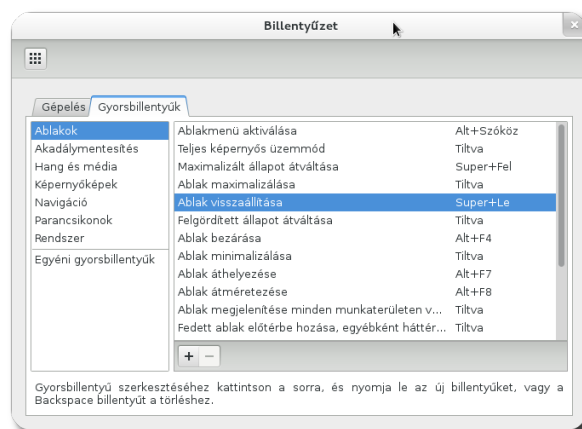 Billentyűzet
Gépelés Gyorsbillentyűk
Ablakok
Akadálymentesítés
Hang és média
Képernyőképek
Navigáció
Parancsikonok
Rendszer
Egyéni gyorsbillentyűk
Ablakmenü aktiválása Alt+Szóköz
Teljes képernyős üzemmód Tiltva
Maximalizált állapot átváltása Super+Fel
Ablak maximalizálása Tiltva
Ablak visszaállítása Super+Le
Felgördített állapot átváltása Tiltva
Ablak bezárása Alt+F4
Ablak minimalizálása Tiltva
Ablak áthelyezése Alt+F7
Ablak átméretezése Alt+F8
Ablak megjelenítése minden munkaterületen v... Tiltva
Fedett ablak előtérbe hozása, egyébként háttér... Tiltva
Gyorsbillentyű szerkesztéséhez kattintson a sorra, és nyomja le az új billentyűket, vagy a
Backspace billentyűt a törléshez.